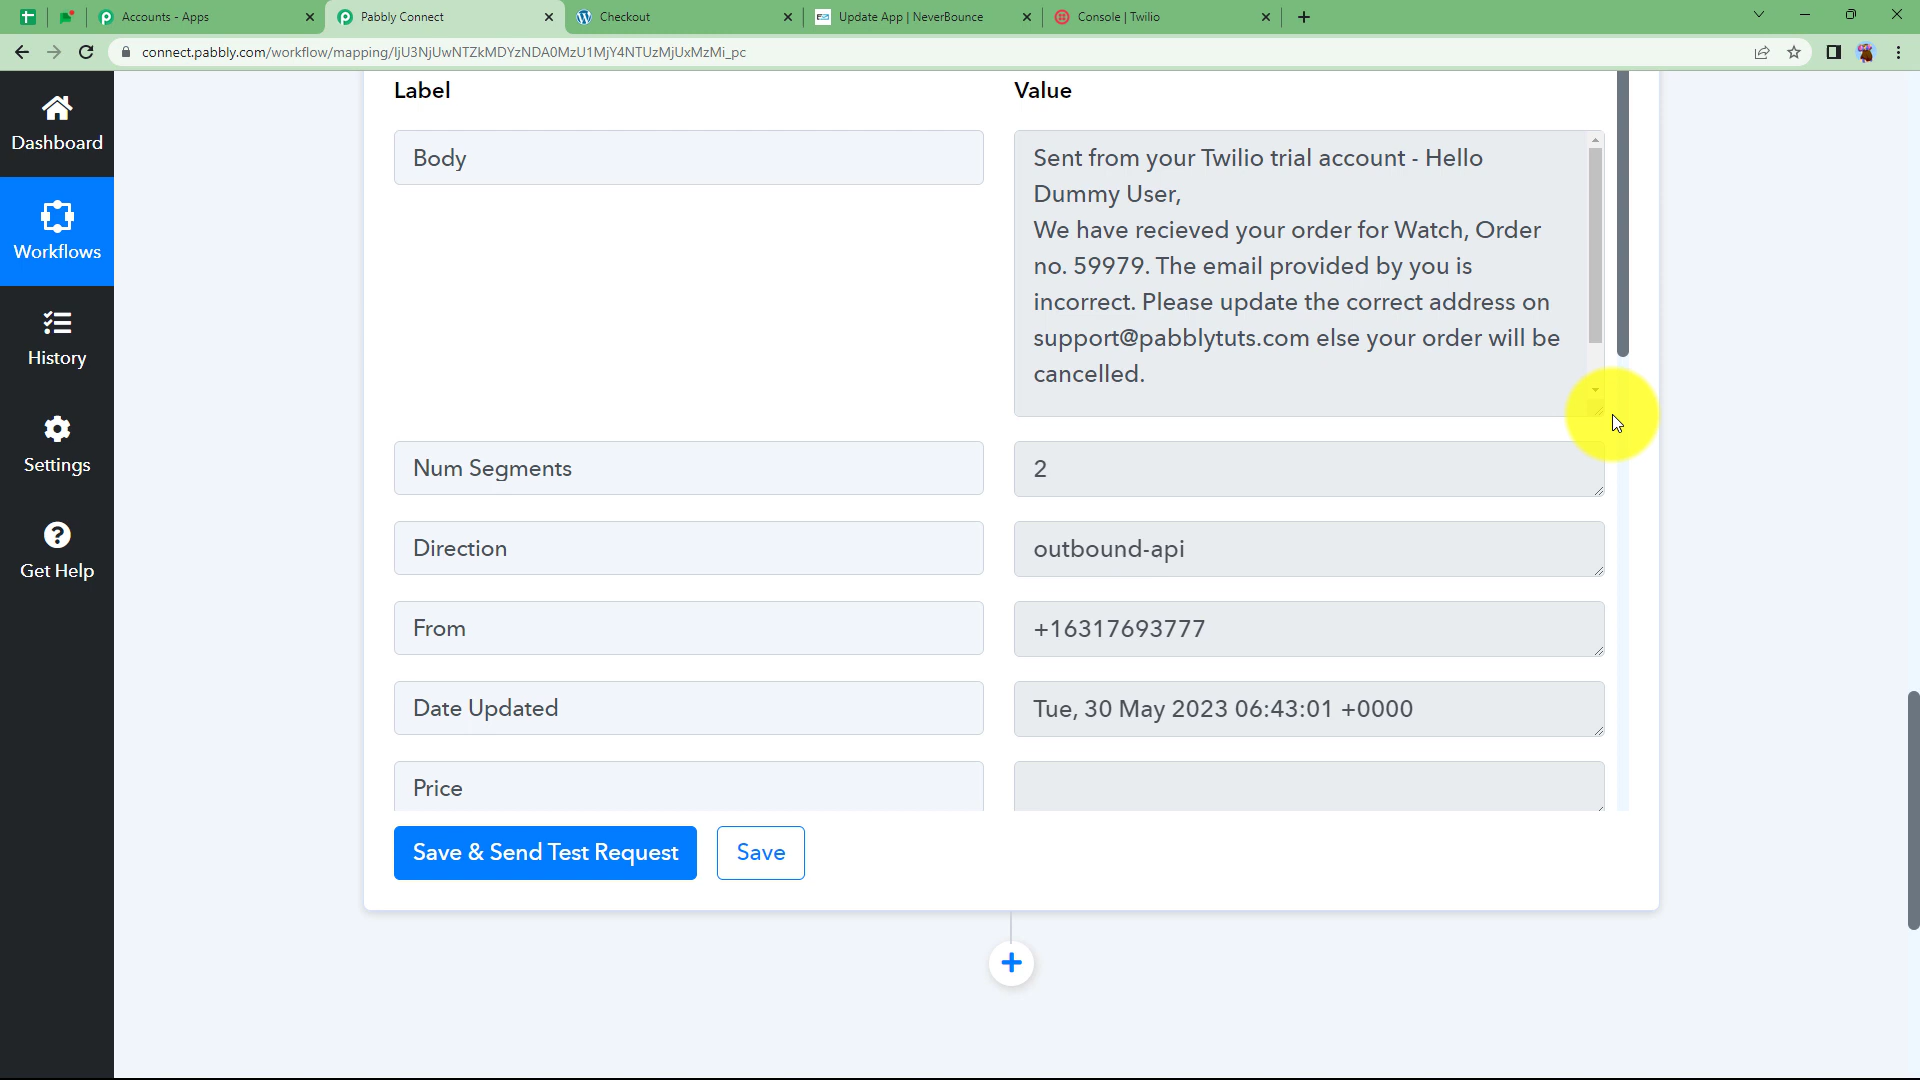 Accounts - Apps
Pabbly Connect
Checkout
Update App | NeverBounce
Console | Twilio
connect.pabbly.com/workflow/mapping/IjU3NjUwNTZkMDYzNDA0MzU1MjY4NTUzMjUxMzMi_pc
Dashboard
Workflows
History
Settings
Get Help
Label
Value
Body
Sent from your Twilio trial account - Hello
Dummy User,
We have recieved your order for Watch, Order
no. 59979. The email provided by you is
incorrect. Please update the correct address on
support@pabblytuts.com else your order will be
cancelled.
Num Segments
2
Direction
outbound-api
From
+16317693777
Date Updated
Tue, 30 May 2023 06:43:01 +0000
Price
Save & Send Test Request
Save